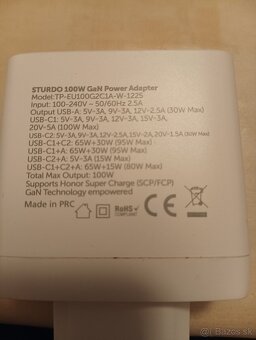 STURDO 100W GaN Power Adapter
Model:TP-EU100G2C1A-W-1225
Input: 100-240V ~ 50/60Hz 2.5A
Output USB-A: 5V⎓3A, 9V⎓3A, 12V⎓2.5A (30W Max)
USB-C1: 5V⎓3A, 9V⎓3A, 12V⎓3A, 15V⎓3A,
20V⎓5A (100W Max)
USB-C2: 5V⎓3A, 9V⎓3A, 12V⎓2.5A, 15V⎓2A, 20V⎓1.5A (30W Max)
USB-C1+C2: 65W+30W (95W Max)
USB-C1+A: 65W+30W (95W Max)
USB-C2+A: 5V⎓3A (15W Max)
USB-C1+C2+A: 65W+15W (80W Max)
Total Max Output: 100W
Supports Honor Super Charge (SCP/FCP)
GaN Technology empowered
Made in PRC
CE
RoHS
COMPLIANT
bazos.sk